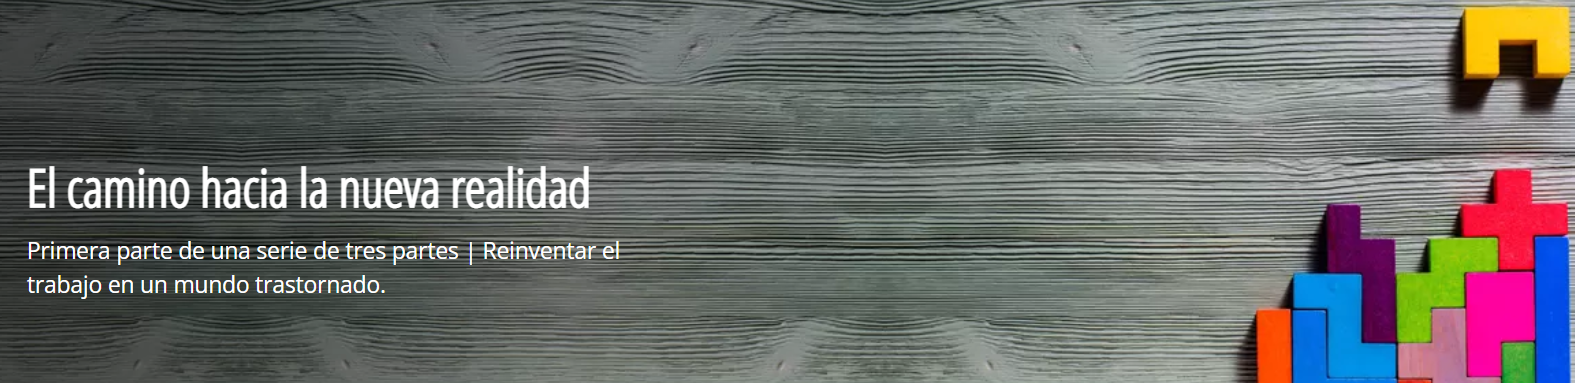 El camino hacia la nueva realidad
Primera parte de una serie de tres partes | Reinventar el
trabajo en un mundo trastornado.